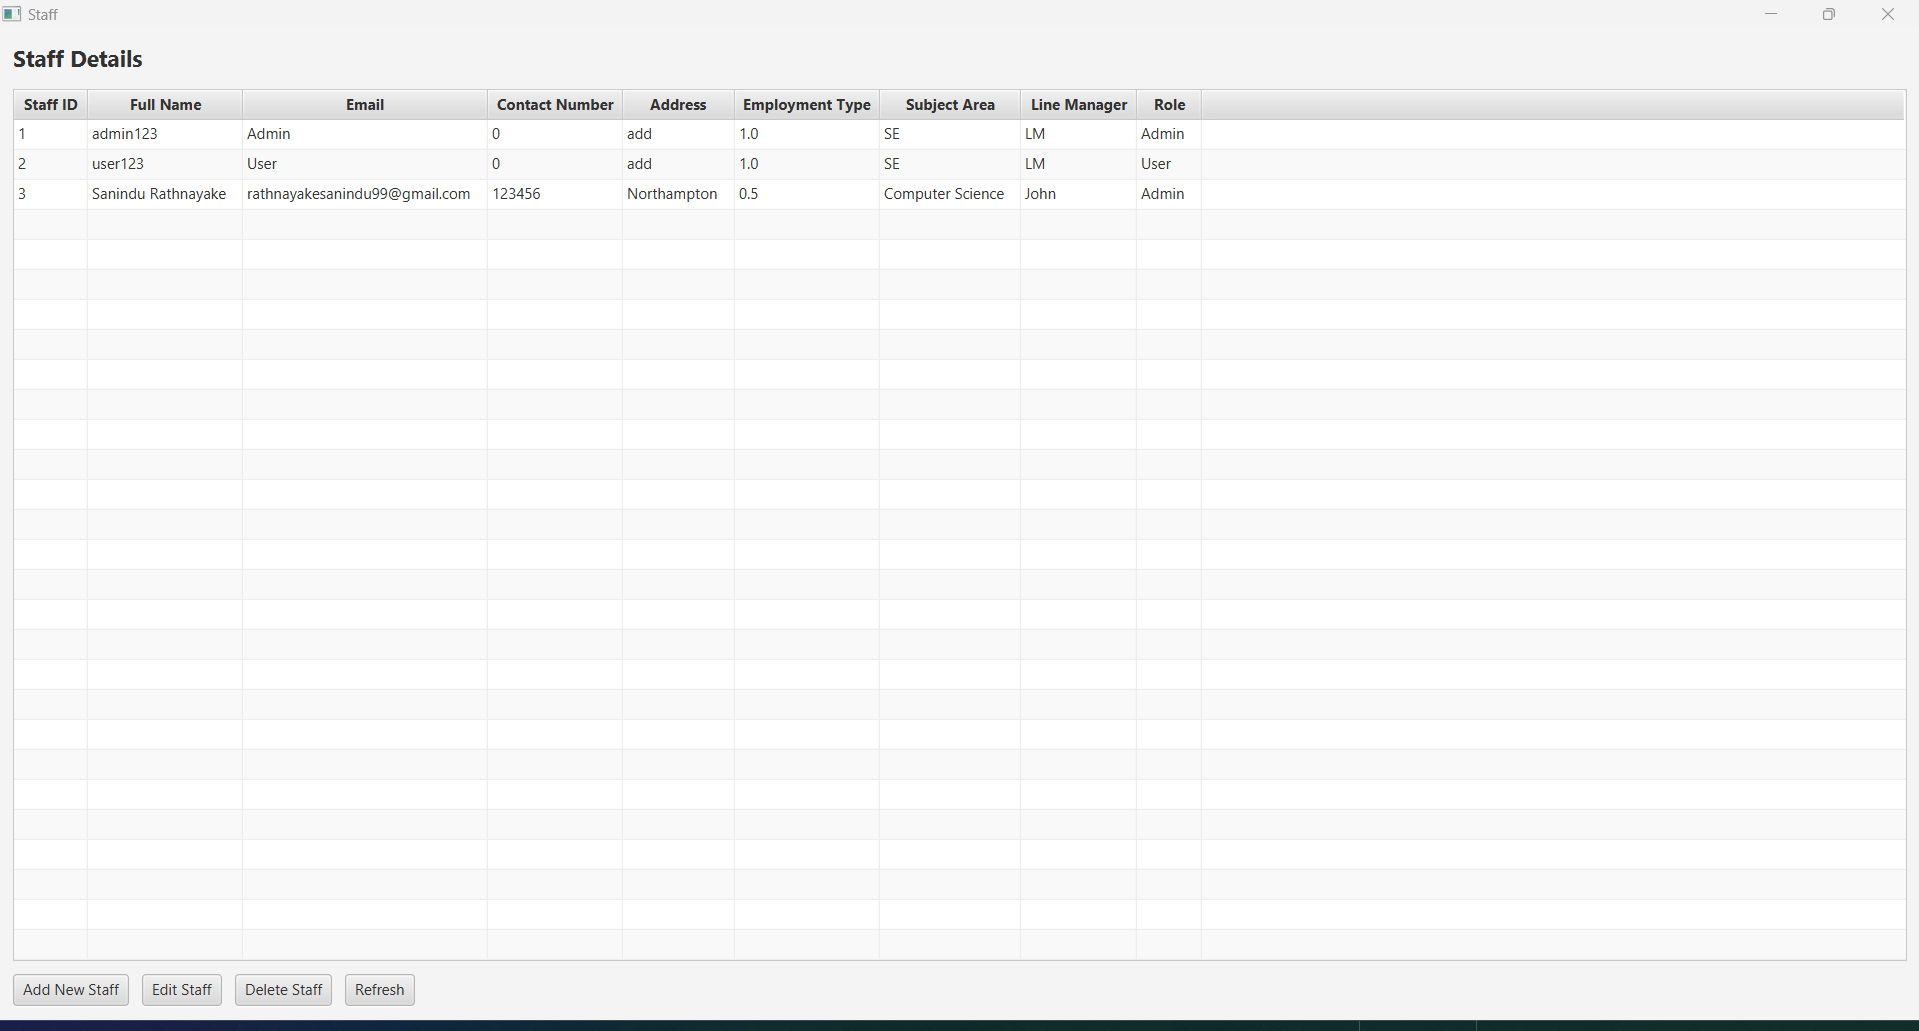 Staff
Staff Details
Staff ID Full Name Email Contact Number Address Employment Type Subject Area Line Manager Role
1 admin123 Admin 0 add 1.0 SE LM Admin
2 user123 User 0 add 1.0 SE LM User
3 Sanindu Rathnayake rathnayakesanindu99@gmail.com 123456 Northampton 0.5 Computer Science John Admin
Add New Staff Edit Staff Delete Staff Refresh